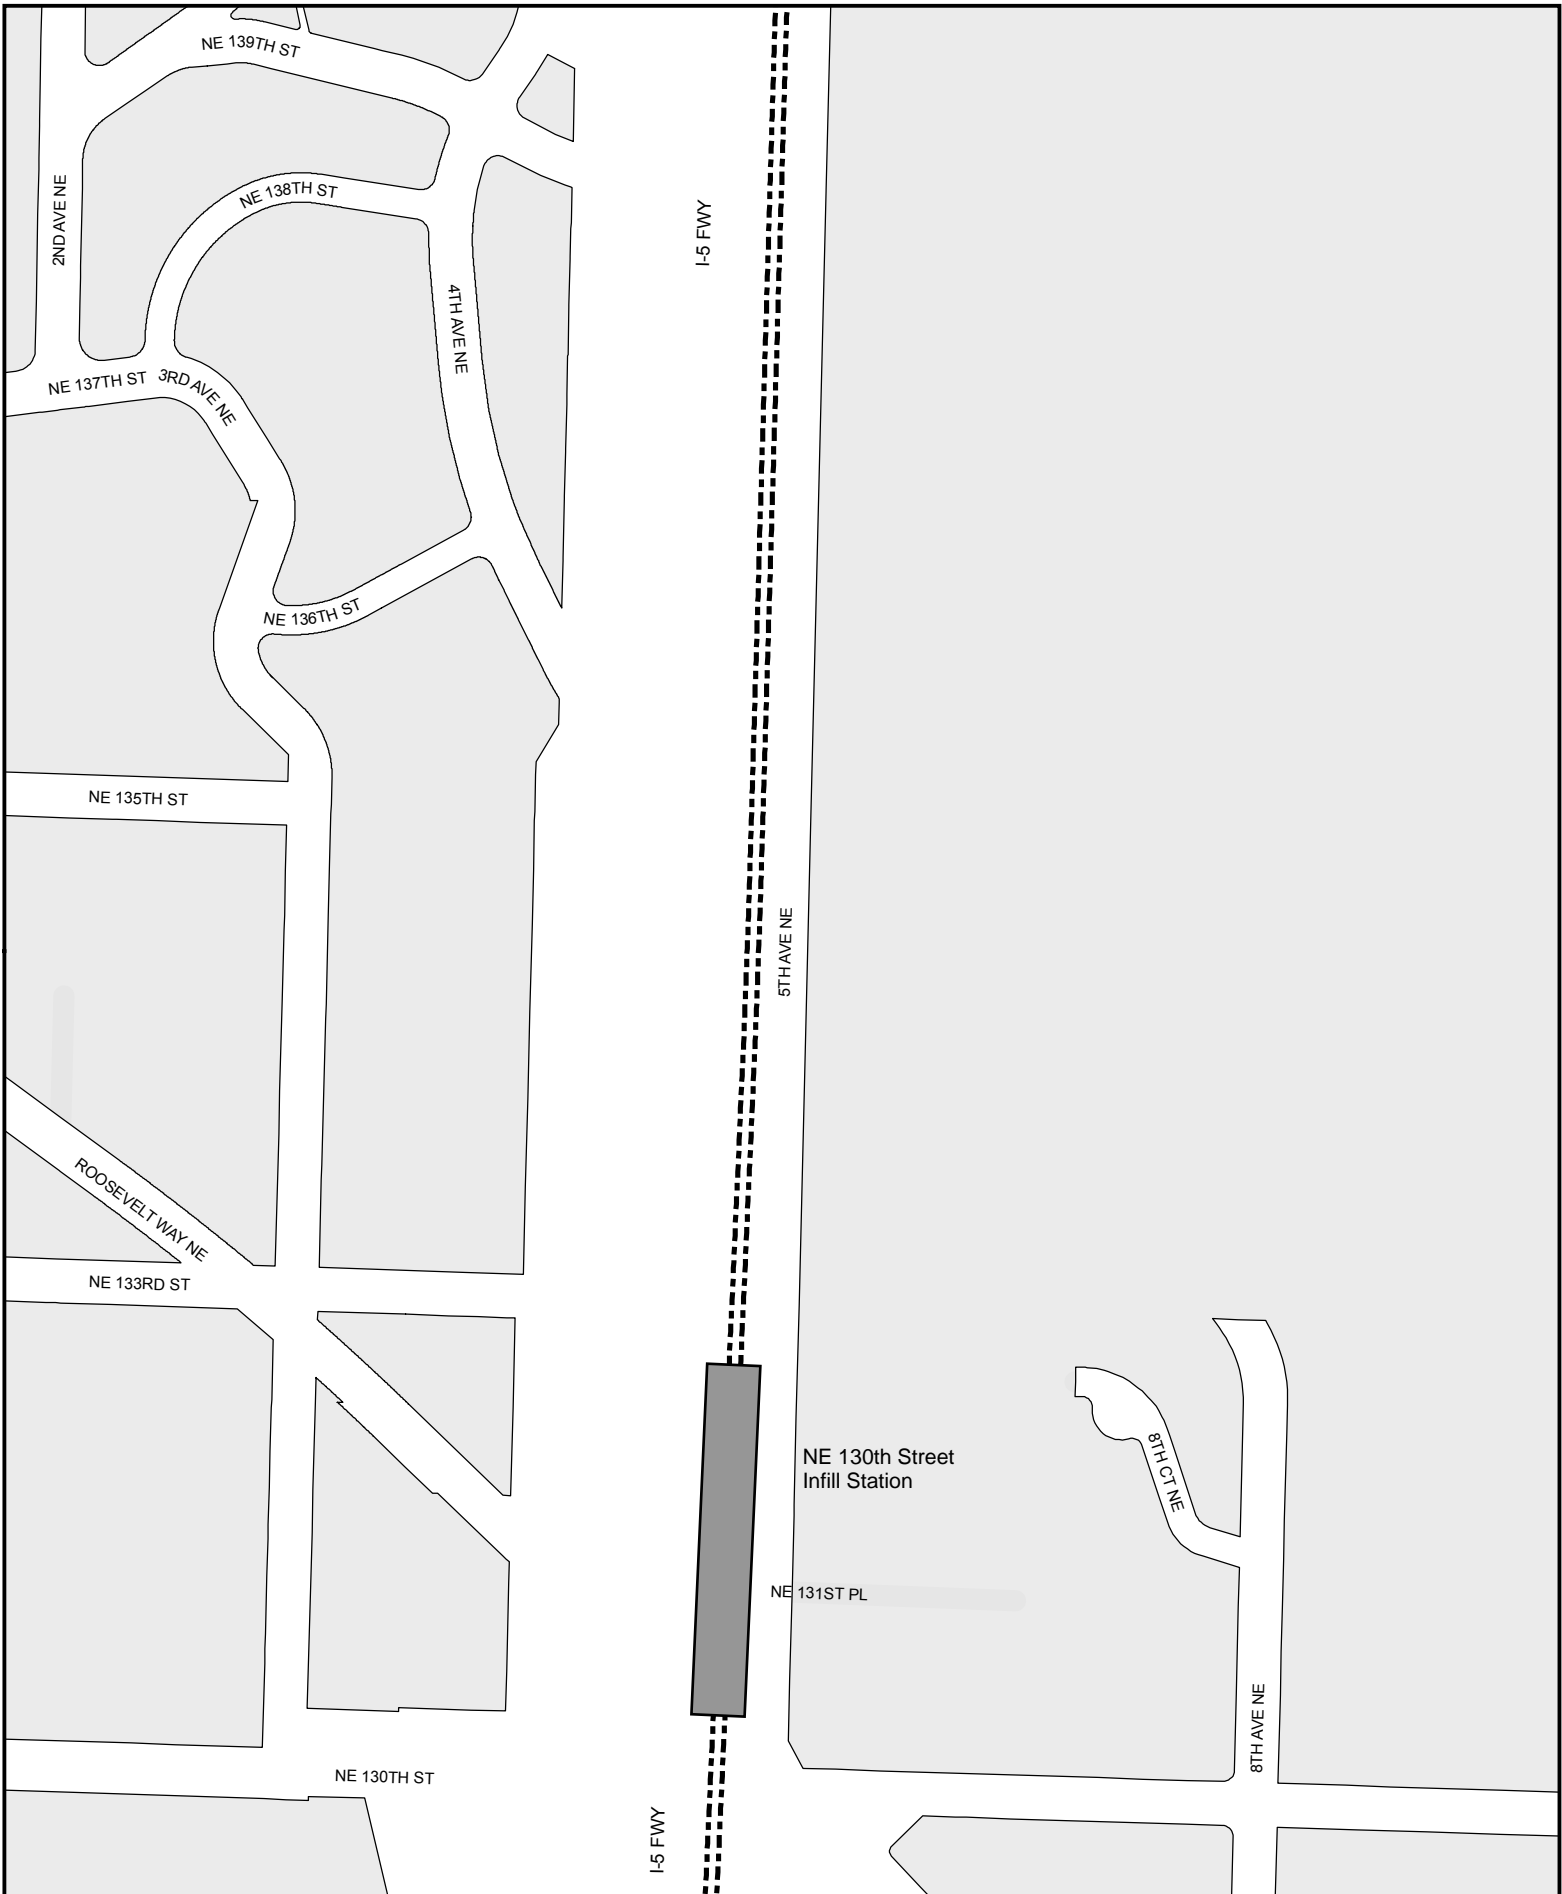 NE 139TH ST
2ND AVE NE
NE 138TH ST
I-5 FWY
4TH AVE NE
NE 137TH ST
3RD AVE NE
NE 136TH ST
NE 135TH ST
5TH AVE NE
ROOSEVELT WAY NE
NE 133RD ST
NE 130th Street
Infill Station
8TH CT NE
NE 131ST PL
8TH AVE NE
NE 130TH ST
I-5 FWY